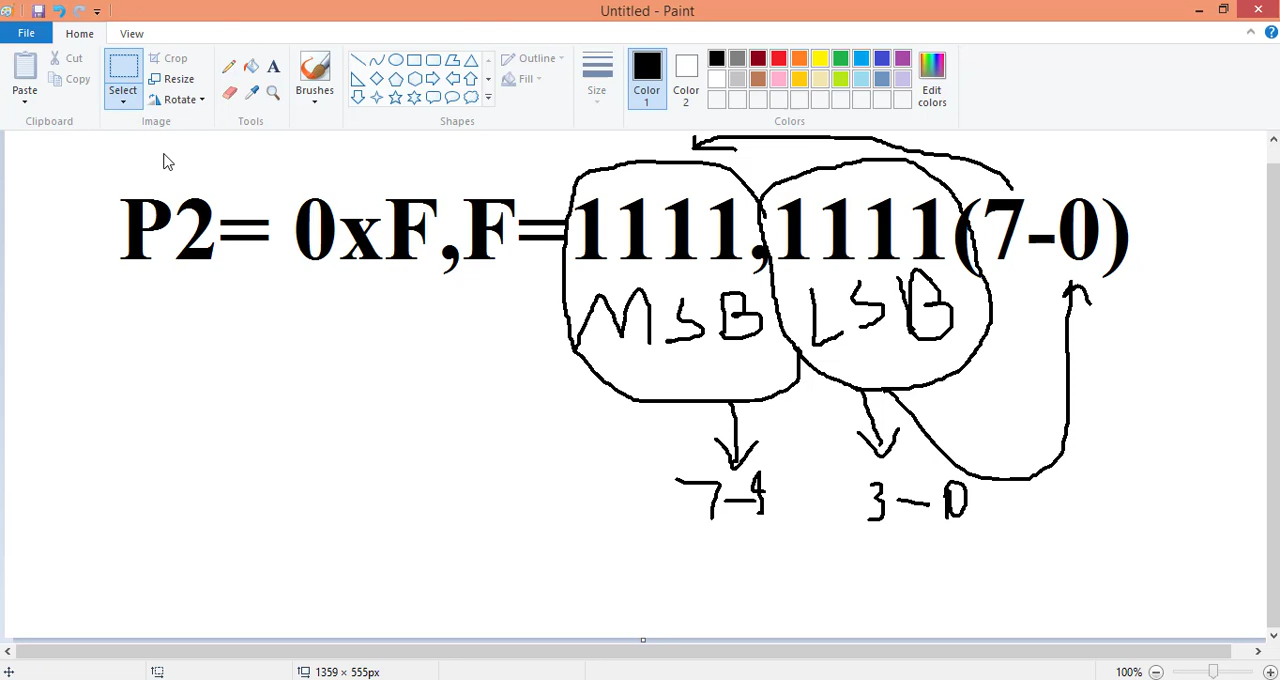 Untitled - Paint
File Home View
Paste
Cut
Copy
Clipboard
Select
Crop
Resize
Rotate
Image
Tools
Brushes
Shapes
Outline
Fill
Size
Color 1
Color 2
Edit colors
Colors
P2= 0xF,F=1111,1111(7-0)
MSB LSB
7-4 3-0
1359 × 555px 100%